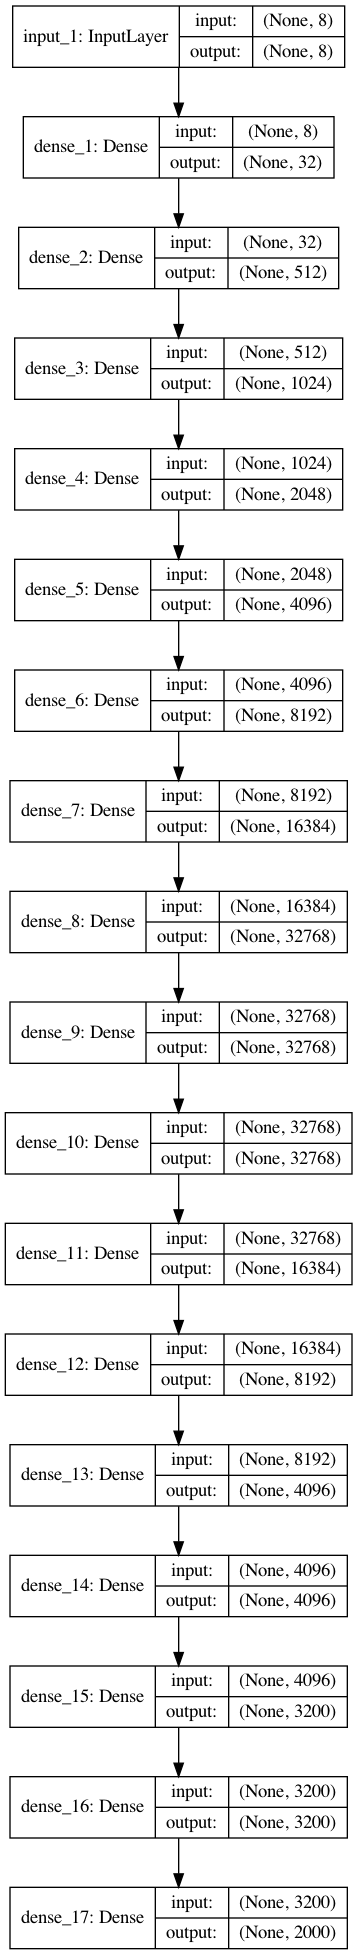 input_1: InputLayer
input: (None, 8)
output: (None, 8)
dense_1: Dense
input: (None, 8)
output: (None, 32)
dense_2: Dense
input: (None, 32)
output: (None, 512)
dense_3: Dense
input: (None, 512)
output: (None, 1024)
dense_4: Dense
input: (None, 1024)
output: (None, 2048)
dense_5: Dense
input: (None, 2048)
output: (None, 4096)
dense_6: Dense
input: (None, 4096)
output: (None, 8192)
dense_7: Dense
input: (None, 8192)
output: (None, 16384)
dense_8: Dense
input: (None, 16384)
output: (None, 32768)
dense_9: Dense
input: (None, 32768)
output: (None, 32768)
dense_10: Dense
input: (None, 32768)
output: (None, 32768)
dense_11: Dense
input: (None, 32768)
output: (None, 16384)
dense_12: Dense
input: (None, 16384)
output: (None, 8192)
dense_13: Dense
input: (None, 8192)
output: (None, 4096)
dense_14: Dense
input: (None, 4096)
output: (None, 4096)
dense_15: Dense
input: (None, 4096)
output: (None, 3200)
dense_16: Dense
input: (None, 3200)
output: (None, 3200)
dense_17: Dense
input: (None, 3200)
output: (None, 2000)